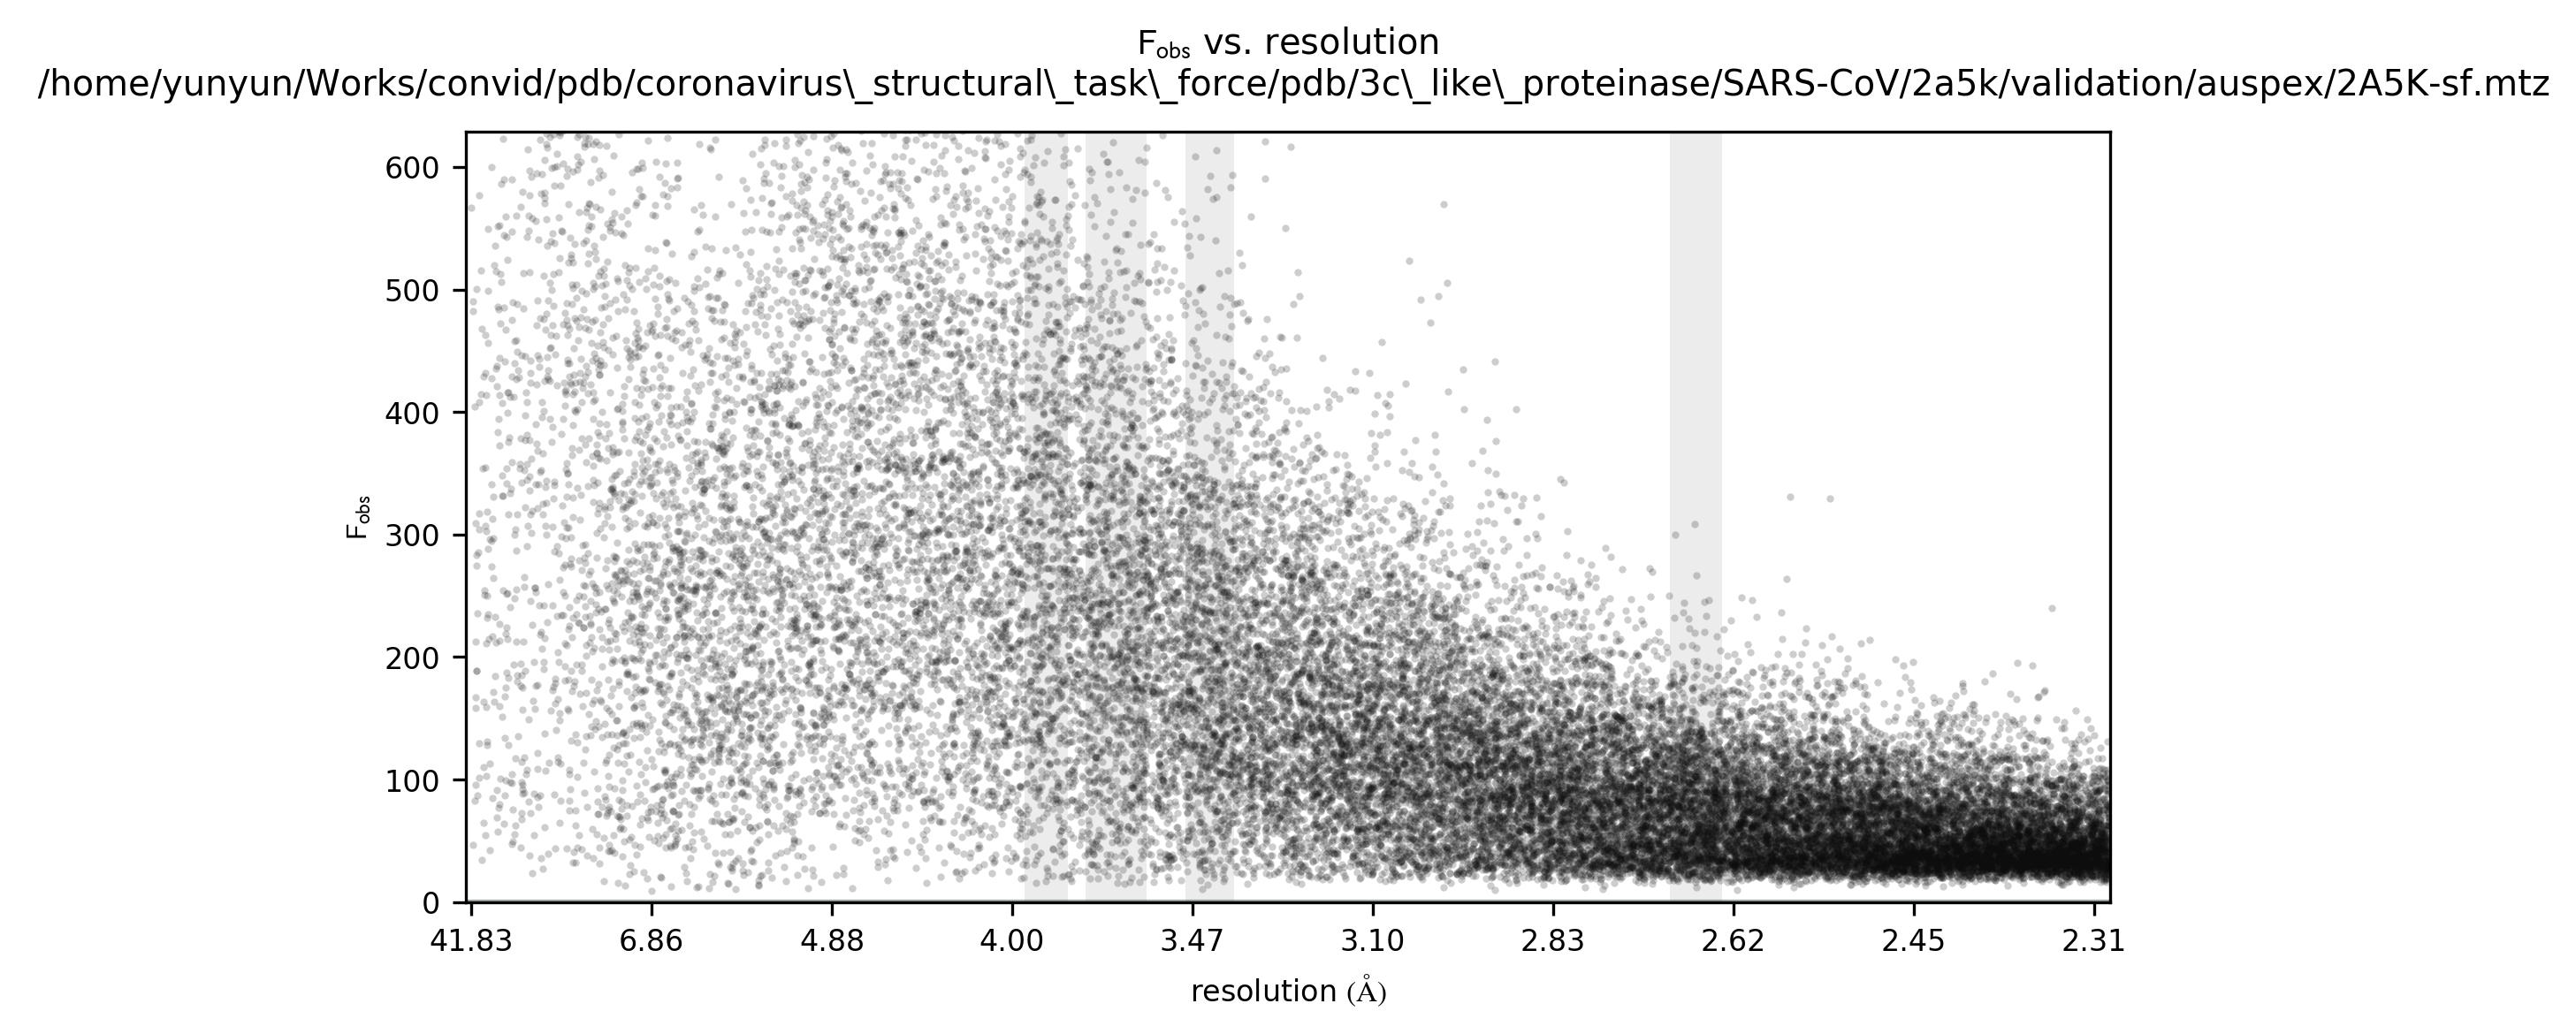 F_obs vs. resolution
/home/yunyun/Works/convid/pdb/coronavirus\_structural\_task\_force/pdb/3c\_like\_proteinase/SARS-CoV/2a5k/validation/auspex/2A5K-sf.mtz
600
500
400
300
200
100
0
F_obs
41.83 6.86 4.88 4.00 3.47 3.10 2.83 2.62 2.45 2.31
resolution (Å)